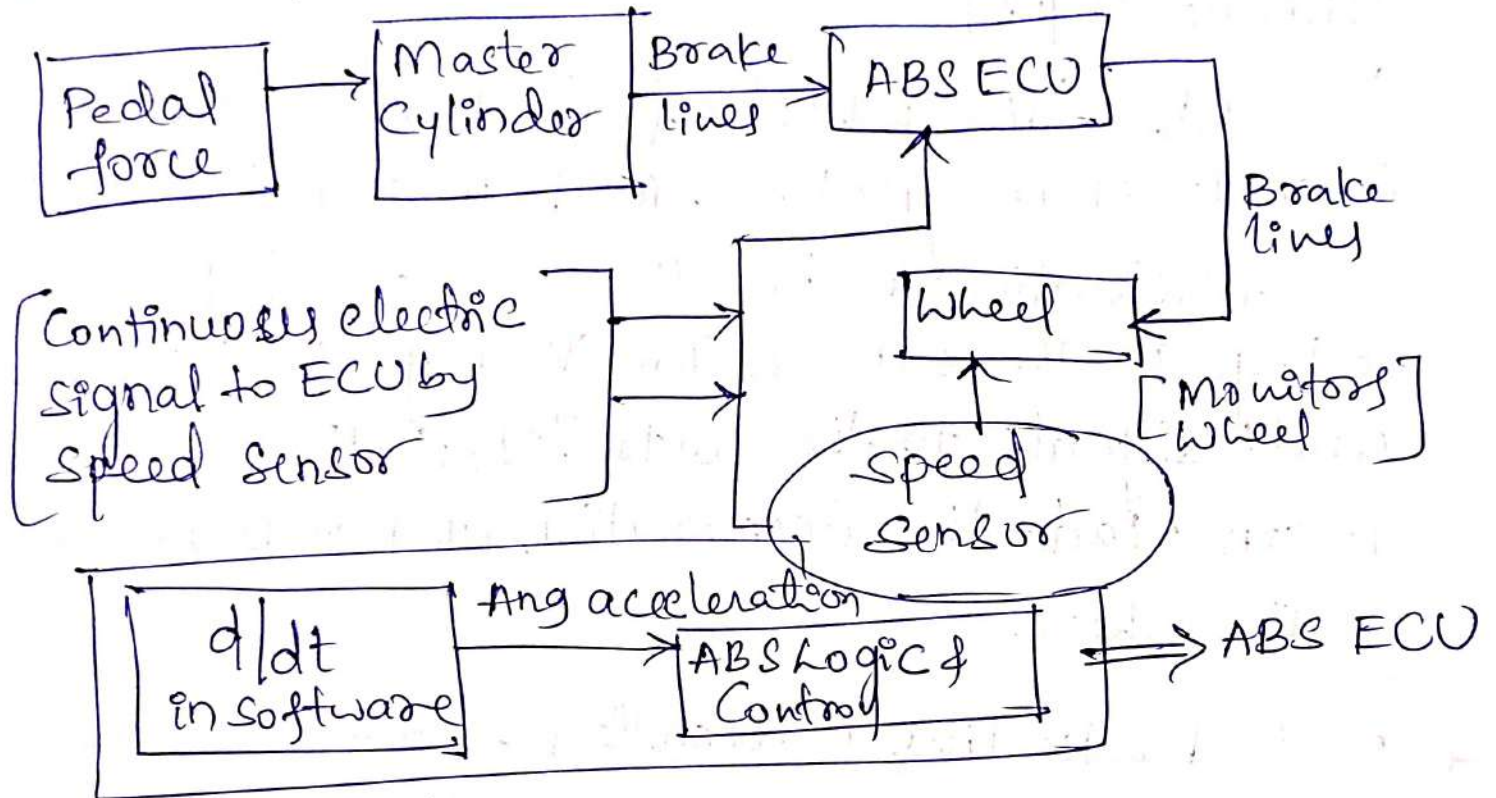 Pedal
force
Master
Cylinder
Brake
lines
ABS ECU
Brake
lines
Continuous electric
signal to ECU by
speed sensor
Wheel
[Monitors
Wheel]
speed
sensor
d/dt
in software
Ang acceleration
ABS Logic &
Control
ABS ECU